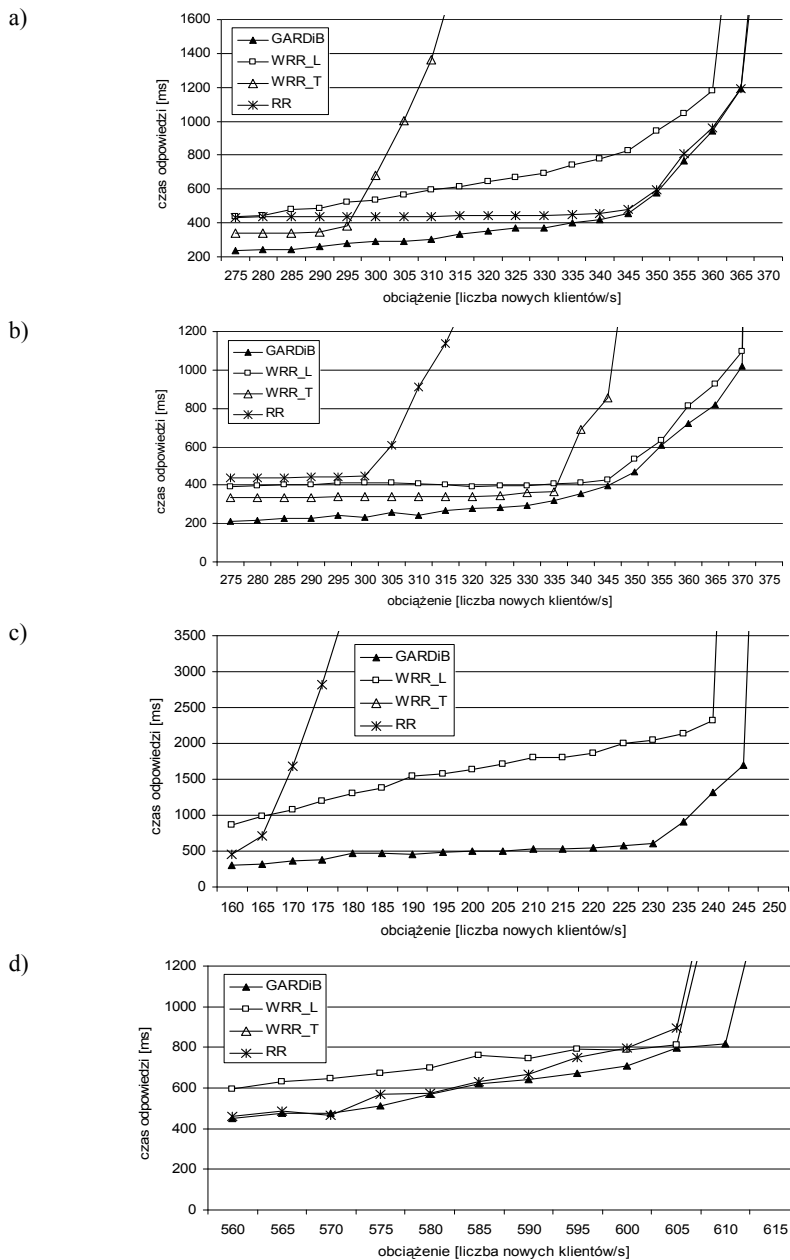 a)
1600
1400
1200
1000
800
600
400
200
czas odpowiedzi [ms]
GARDiB
WRR_L
WRR_T
RR
275 280 285 290 295 300 305 310 315 320 325 330 335 340 345 350 355 360 365 370
obciążenie [liczba nowych klientów/s]
b)
1200
1000
800
600
400
200
0
czas odpowiedzi [ms]
GARDiB
WRR_L
WRR_T
RR
275 280 285 290 295 300 305 310 315 320 325 330 335 340 345 350 355 360 365 370 375
obciążenie [liczba nowych klientów/s]
c)
3500
3000
2500
2000
1500
1000
500
0
czas odpowiedzi [ms]
GARDiB
WRR_L
WRR_T
RR
160 165 170 175 180 185 190 195 200 205 210 215 220 225 230 235 240 245 250
obciążenie [liczba nowych klientów/s]
d)
1200
1000
800
600
400
200
0
czas odpowiedzi [ms]
GARDiB
WRR_L
WRR_T
RR
560 565 570 575 580 585 590 595 600 605 610 615
obciążenie [liczba nowych klientów/s]